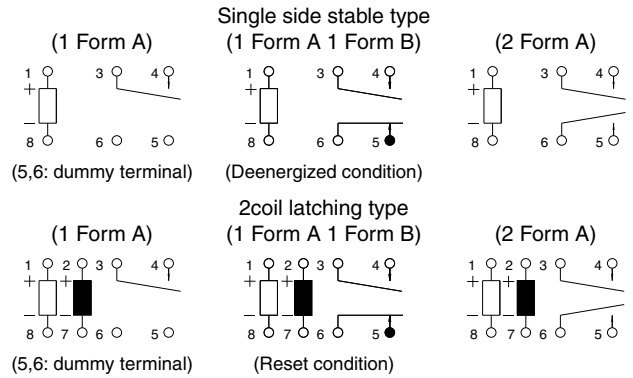 Single side stable type
(1 Form A) (1 Form A 1 Form B) (2 Form A)
1 3 4 1 3 4 1 3 4
+ + +
– – –
8 6 5 8 6 5 8 6 5
(5,6: dummy terminal) (Deenergized condition)
2coil latching type
(1 Form A) (1 Form A 1 Form B) (2 Form A)
1 2 3 4 1 2 3 4 1 2 3 4
+ + + + + +
– – – – – –
8 7 6 5 8 7 6 5 8 7 6 5
(5,6: dummy terminal) (Reset condition)